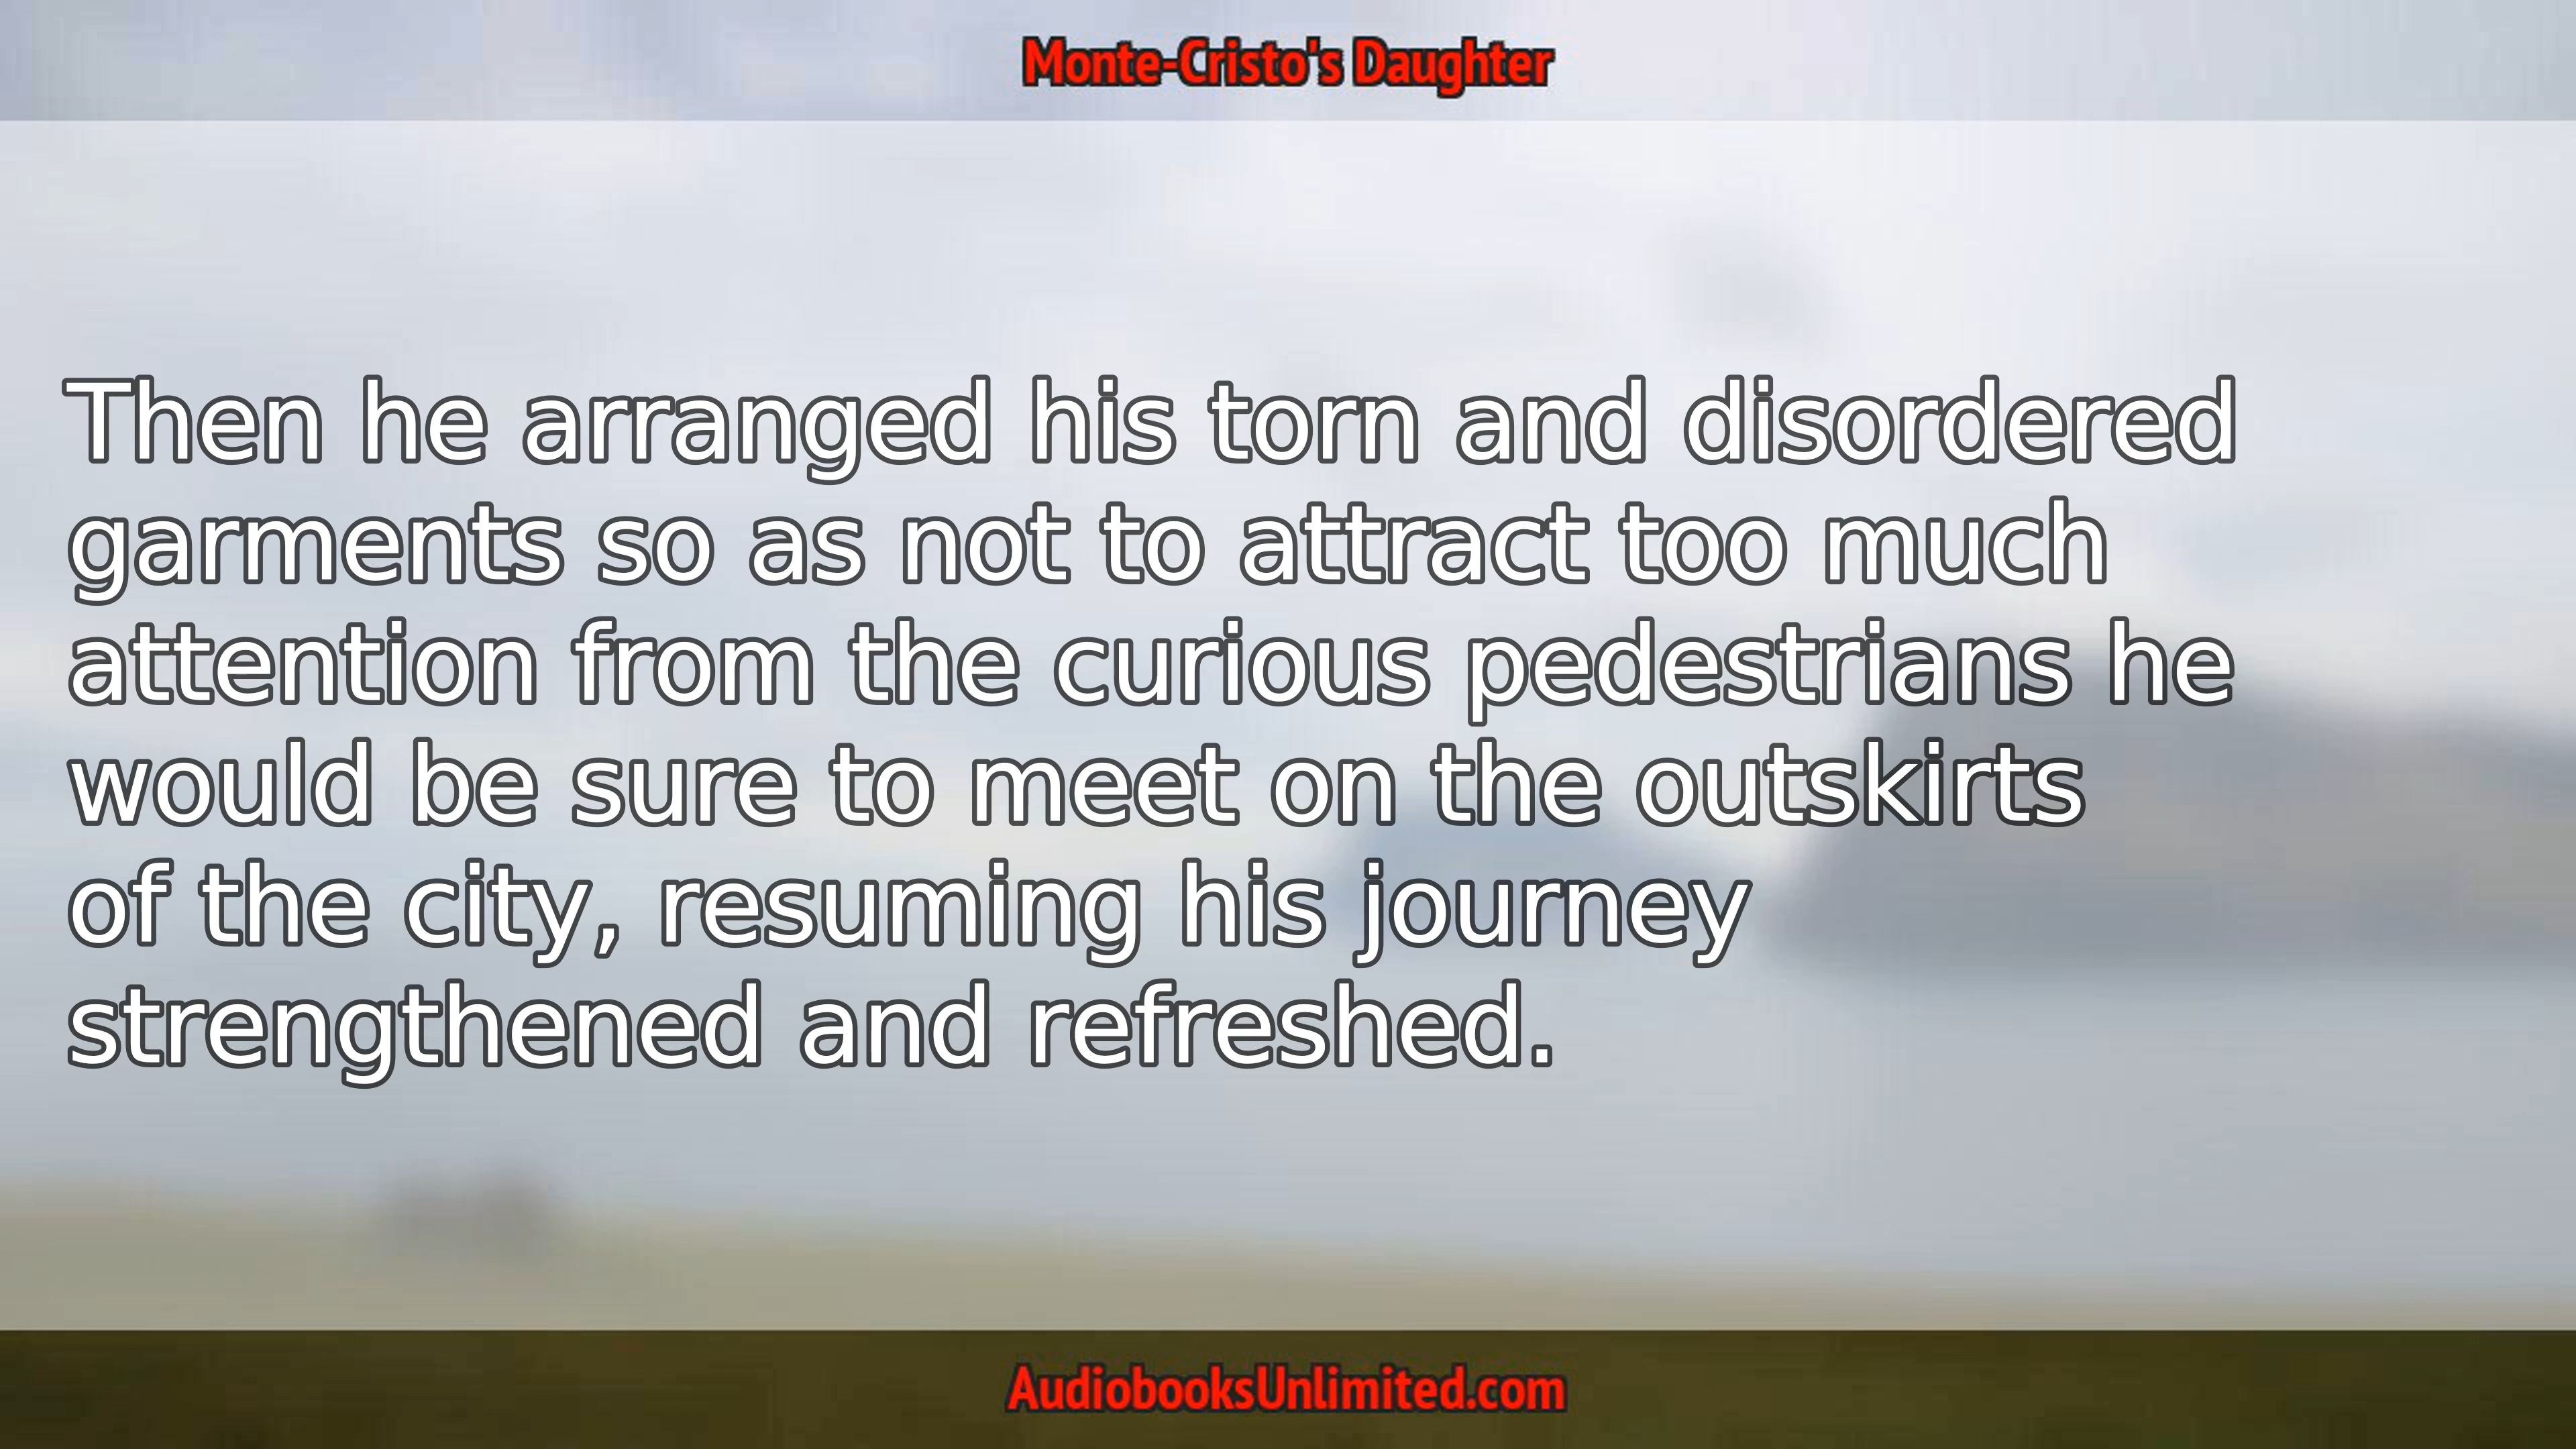 Monte-Cristo's Daughter
Then he arranged his torn and disordered
garments so as not to attract too much
attention from the curious pedestrians he
would be sure to meet on the outskirts
of the city, resuming his journey
strengthened and refreshed.
AudiobooksUnlimited.com